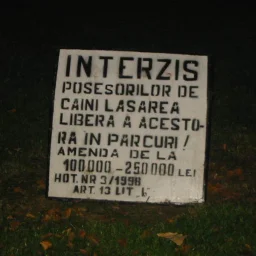 INTERZIS
POSESORILOR DE
CAINI LASAREA
LIBERA A ACESTO-
RA IN PARCURI!
AMENDA DE LA
100.000-250.000 LEI
HOT. NR 3/1998
ART. 13 LIT. b